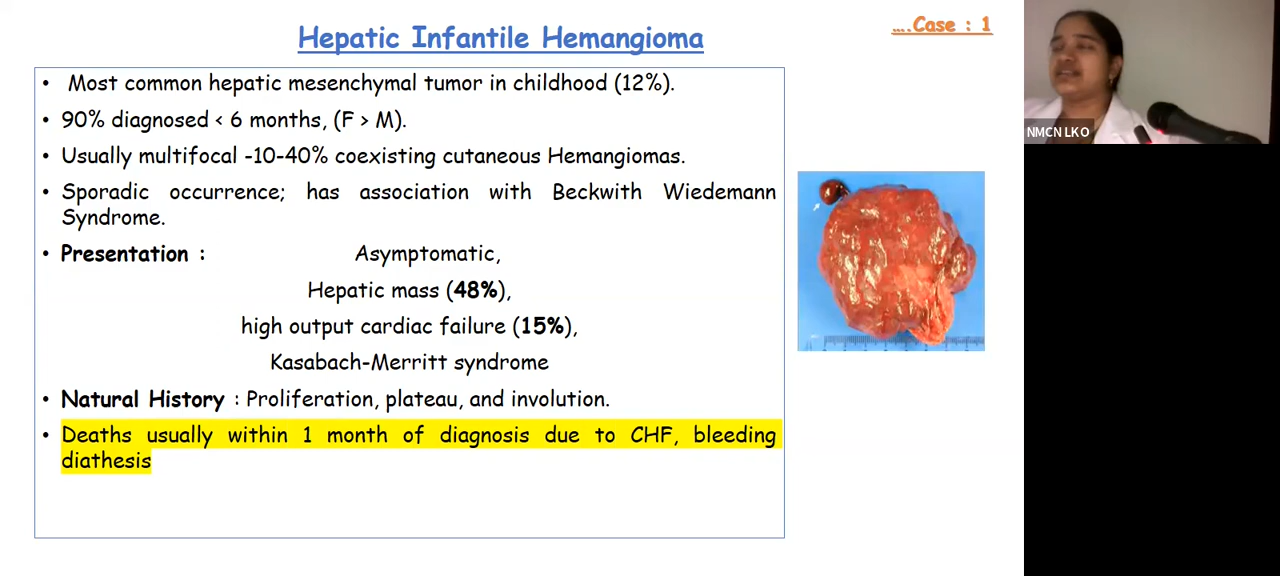 Hepatic Infantile Hemangioma
....Case : 1
• Most common hepatic mesenchymal tumor in childhood (12%).
• 90% diagnosed < 6 months, (F > M).
• Usually multifocal -10-40% coexisting cutaneous Hemangiomas.
• Sporadic occurrence; has association with Beckwith Wiedemann
Syndrome.
• Presentation : Asymptomatic,
Hepatic mass (48%),
high output cardiac failure (15%),
Kasabach-Merritt syndrome
• Natural History : Proliferation, plateau, and involution.
• Deaths usually within 1 month of diagnosis due to CHF, bleeding
diathesis
NMCN LKO